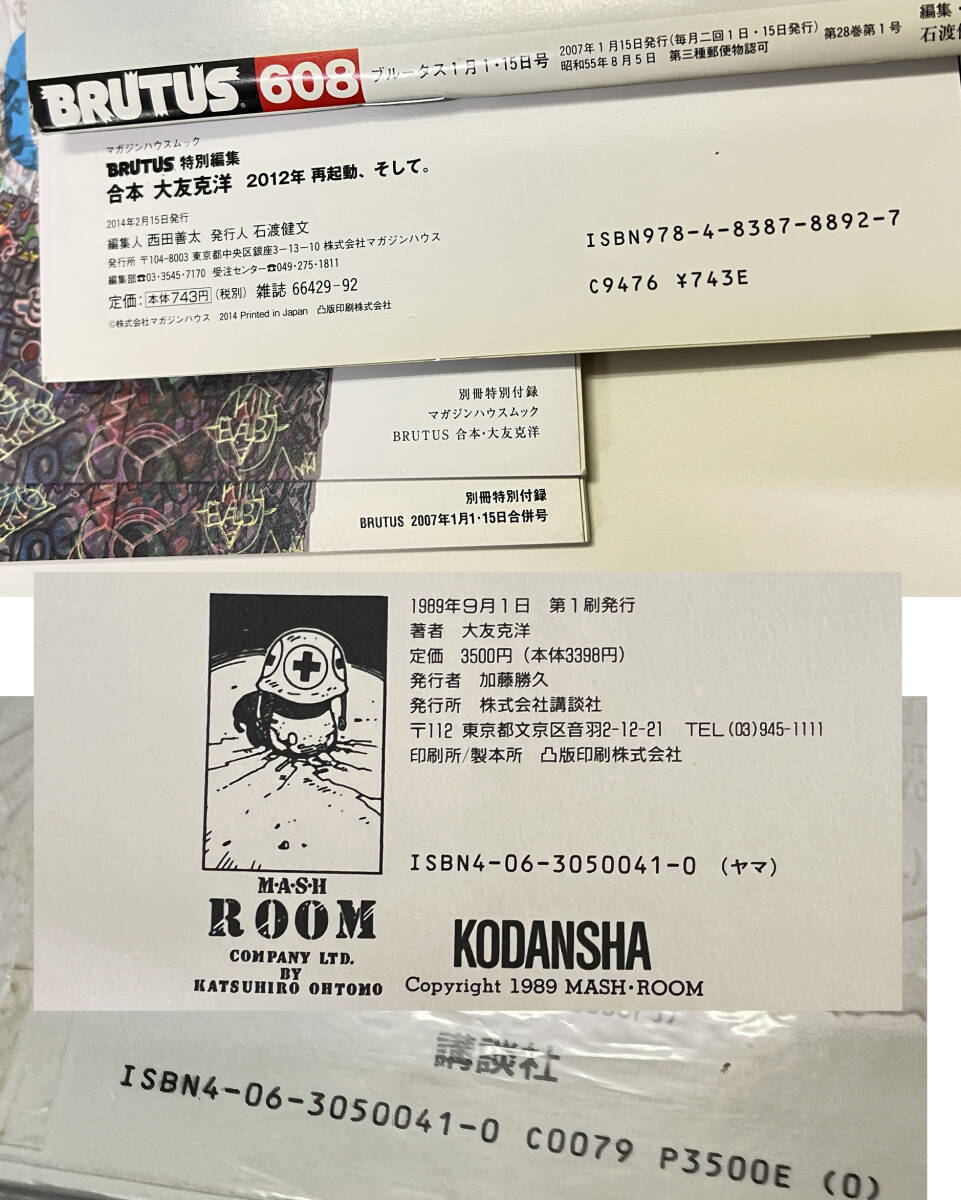 BRUTUS 608 ブルータス1月1・15日号 2007年1月15日発行(毎月二回1日・15日発行) 第28巻第1号 編集・
昭和55年8月5日 第三種郵便物認可 石渡
マガジンハウスムック
BRUTUS 特別編集
合本 大友克洋 2012年 再起動、そして。
2014年2月15日発行
編集人 西田善太 発行人 石渡健文
発行所 〒104-8003 東京都中央区銀座3-13-10 株式会社マガジンハウス
編集部☎03・3545・7170 受注センター☎049・275・1811
定価:本体743円(税別) 雑誌 66429-92
©株式会社マガジンハウス 2014 Printed in Japan 凸版印刷株式会社
ISBN978-4-8387-8892-7
C9476 ¥743E
別冊特別付録
マガジンハウスムック
BRUTUS 合本・大友克洋
別冊特別付録
BRUTUS 2007年1月1・15日合併号
1989年9月1日 第1刷発行
著者 大友克洋
定価 3500円(本体3398円)
発行者 加藤勝久
発行所 株式会社講談社
〒112 東京都文京区音羽2-12-21 TEL(03)945-1111
印刷所/製本所 凸版印刷株式会社
ISBN4-06-3050041-0 (ヤマ)
M・A・S・H
ROOM
COMPANY LTD.
BY
KATSUHIRO OHTOMO
KODANSHA
Copyright 1989 MASH・ROOM
講談社
ISBN4-06-3050041-0 C0079 P3500E (0)